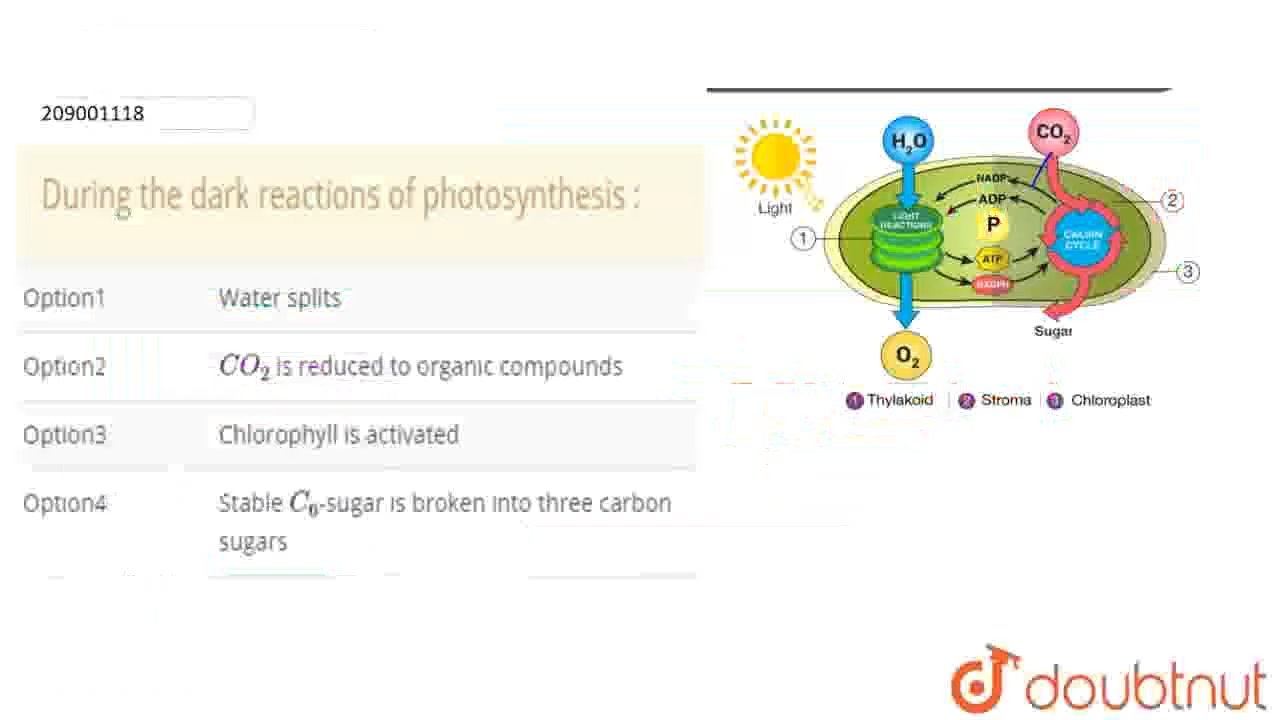 209001118
During the dark reactions of photosynthesis :
Option1 Water splits
Option2 CO₂ is reduced to organic compounds
Option3 Chlorophyll is activated
Option4 Stable C₆-sugar is broken into three carbon
sugars
Light
H₂O
CO₂
NADP
ADP
P
LIGHT
REACTIONS
ATP
NADPH
CALVIN
CYCLE
1
2
3
Sugar
O₂
1 Thylakoid 2 Stroma 3 Chloroplast
doubtnut